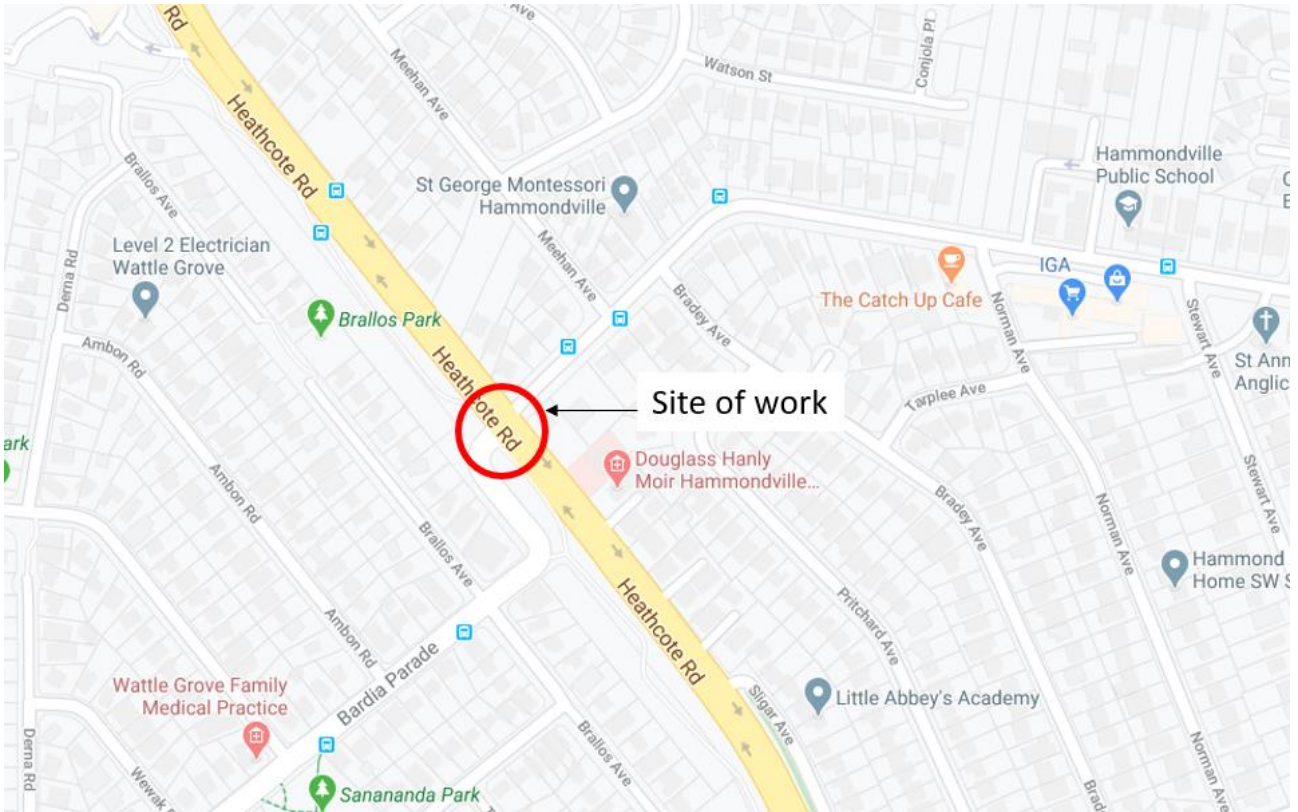 Rd
Rd
Ave
Meehan Ave
Watson St
Conjola Pl
Heathcote Rd
Brallos Ave
St George Montessori
Hammondville
Hammondville
Public School
Level 2 Electrician
Wattle Grove
Derna Rd
Meehan Ave
IGA
The Catch Up Cafe
Bradey Ave
Norman Ave
Stewart Ave
Brallos Park
Ambon Rd
Heathcote Rd
St Ann
Anglic
Tarplee Ave
Site of work
ark
Douglass Hanly
Moir Hammondville...
Ambon Rd
Bradey Ave
Norman Ave
Stewart Ave
Brallos Ave
Hammond
Home SW S
Heathcote Rd
Pritchard Ave
Ambon Rd
Bardia Parade
Wattle Grove Family
Medical Practice
Sligar Ave
Little Abbey's Academy
Norman Ave
Derna Rd
Wewak
Brallos Ave
Sanananda Park
Brad